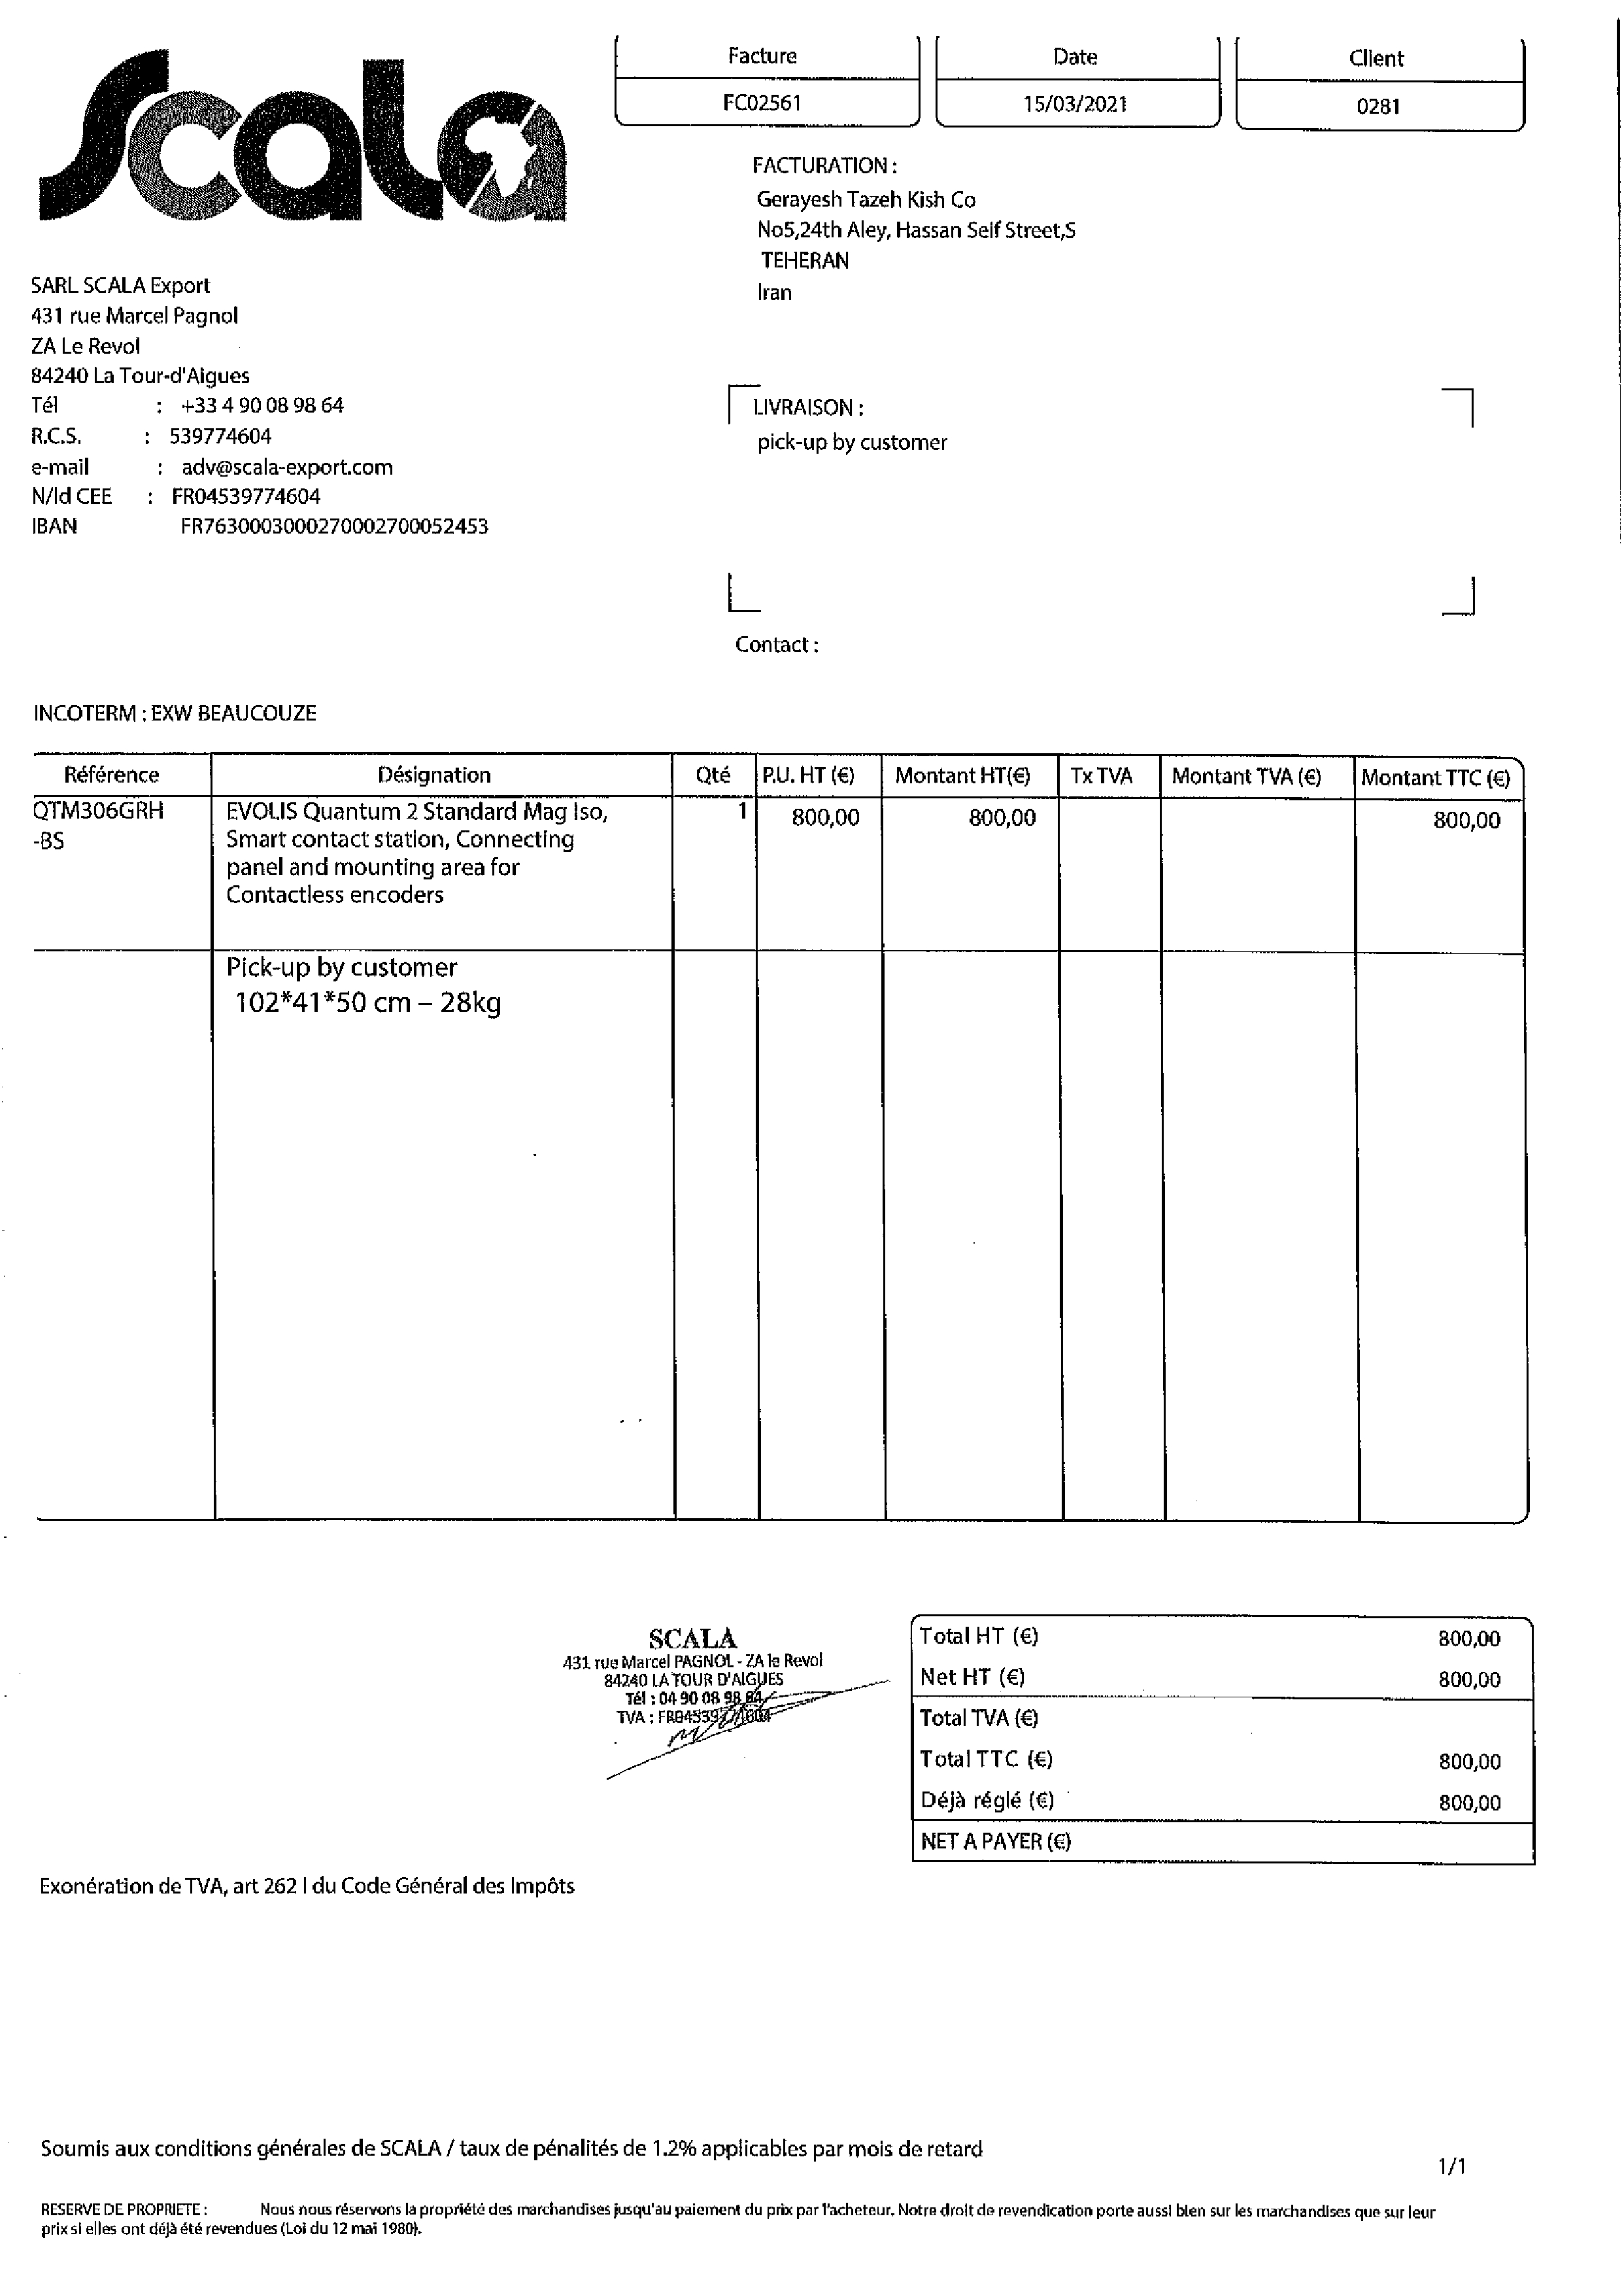 Scala
Facture
FC02561
Date
15/03/2021
Client
0281
FACTURATION :
Gerayesh Tazeh Kish Co
No5,24th Aley, Hassan Seif Street,S
TEHERAN
Iran
SARL SCALA Export
431 rue Marcel Pagnol
ZA Le Revol
84240 La Tour-d'Aigues
Tél : +33 4 90 08 98 64
R.C.S. : 539774604
e-mail : adv@scala-export.com
N/Id CEE : FR04539774604
IBAN FR7630003000270002700052453
LIVRAISON :
pick-up by customer
Contact :
INCOTERM : EXW BEAUCOUZE
Référence Désignation Qté P.U. HT (€) Montant HT(€) Tx TVA Montant TVA (€) Montant TTC (€)
QTM306GRH EVOLIS Quantum 2 Standard Mag Iso, 1 800,00 800,00 800,00
-BS Smart contact station, Connecting
panel and mounting area for
Contactless encoders
Pick-up by customer
102*41*50 cm – 28kg
SCALA
431 rue Marcel PAGNOL - ZA le Revol
84240 LA TOUR D'AIGUES
Tél : 04 90 08 98 64
TVA : FR04539774604
Total HT (€) 800,00
Net HT (€) 800,00
Total TVA (€)
Total TTC (€) 800,00
Déjà réglé (€) 800,00
NET A PAYER (€)
Exonération de TVA, art 262 I du Code Général des Impôts
Soumis aux conditions générales de SCALA / taux de pénalités de 1.2% applicables par mois de retard
1/1
RESERVE DE PROPRIETE : Nous nous réservons la propriété des marchandises jusqu'au paiement du prix par l'acheteur. Notre droit de revendication porte aussi bien sur les marchandises que sur leur
prix si elles ont déjà été revendues (Loi du 12 mai 1980).